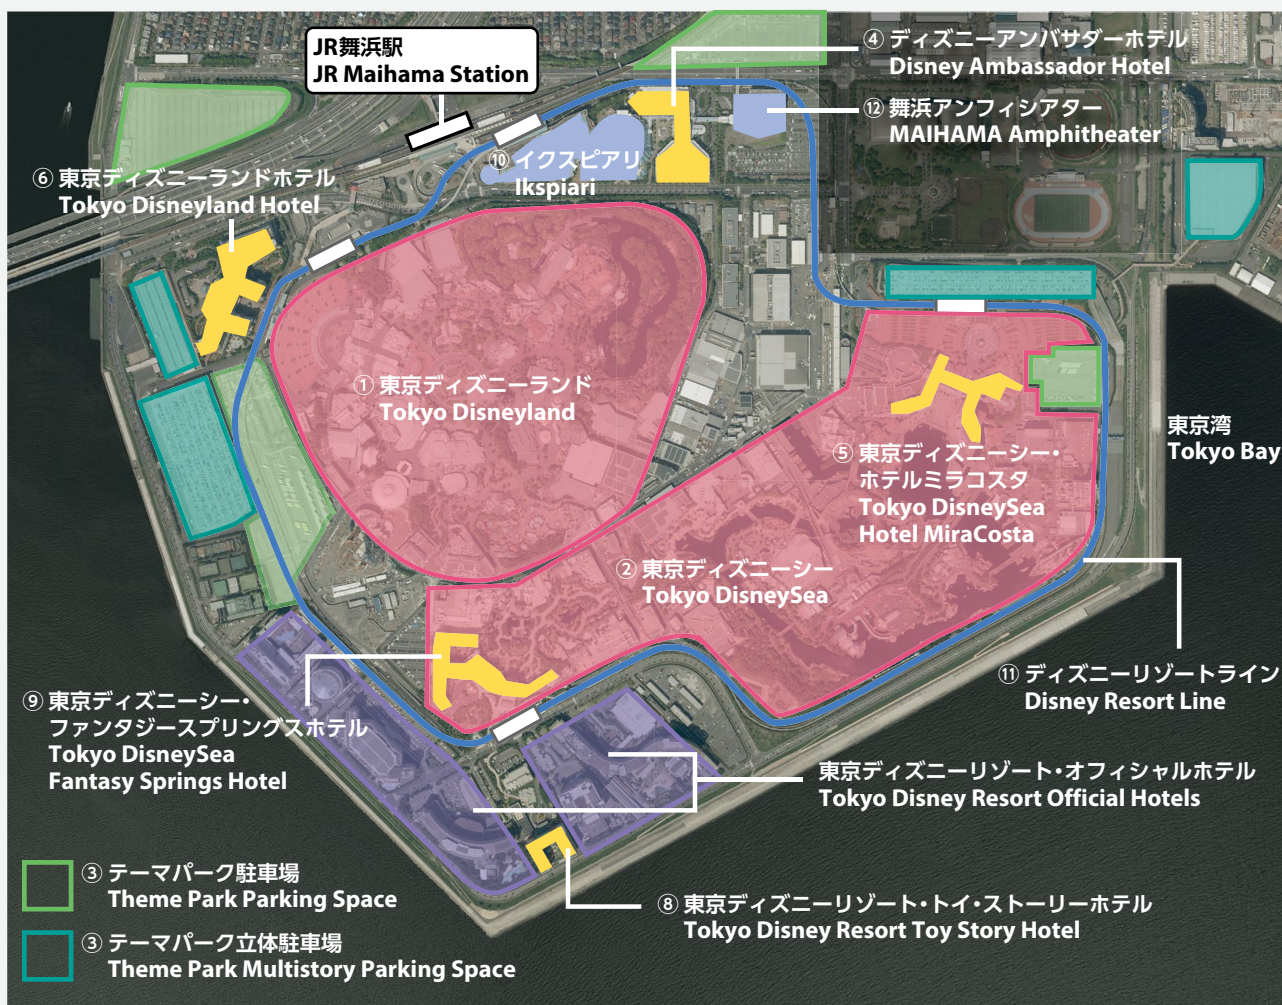 JR舞浜駅
JR Maihama Station
④ ディズニーアンバサダーホテル
Disney Ambassador Hotel
⑫ 舞浜アンフィシアター
MAIHAMA Amphitheater
⑩ イクスピアリ
Ikspiari
⑥ 東京ディズニーランドホテル
Tokyo Disneyland Hotel
① 東京ディズニーランド
Tokyo Disneyland
東京湾
Tokyo Bay
⑤ 東京ディズニーシー・
ホテルミラコスタ
Tokyo DisneySea
Hotel MiraCosta
② 東京ディズニーシー
Tokyo DisneySea
⑪ ディズニーリゾートライン
Disney Resort Line
⑨ 東京ディズニーシー・
ファンタジースプリングスホテル
Tokyo DisneySea
Fantasy Springs Hotel
東京ディズニーリゾート・オフィシャルホテル
Tokyo Disney Resort Official Hotels
⑧ 東京ディズニーリゾート・トイ・ストーリーホテル
Tokyo Disney Resort Toy Story Hotel
③ テーマパーク駐車場
Theme Park Parking Space
③ テーマパーク立体駐車場
Theme Park Multistory Parking Space